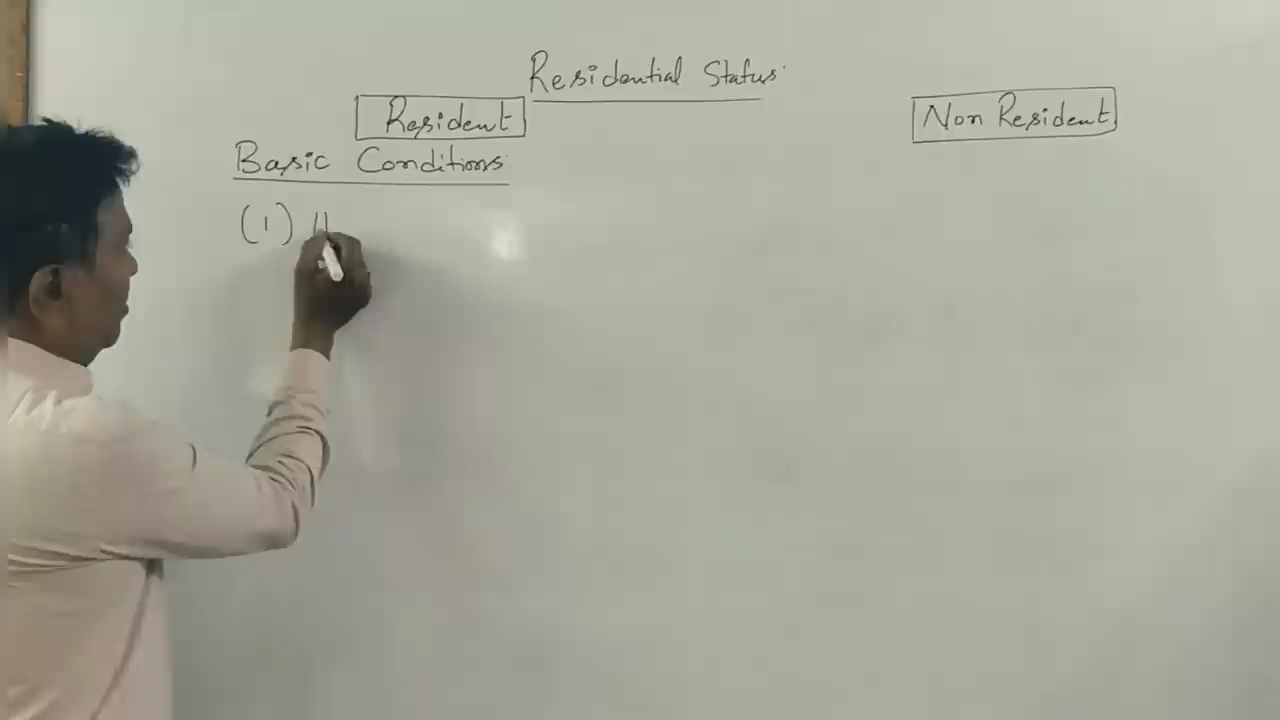 Residential Status
Resident
Non Resident
Basic Conditions
(1)